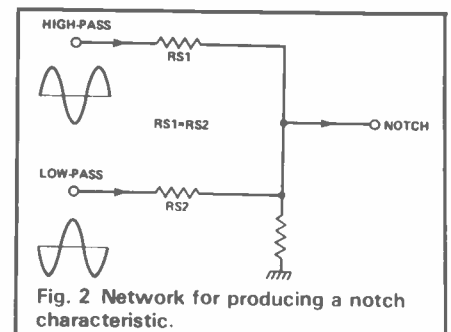 HIGH-PASS
RS1
RS1=RS2
NOTCH
LOW-PASS
RS2
Fig. 2 Network for producing a notch
characteristic.